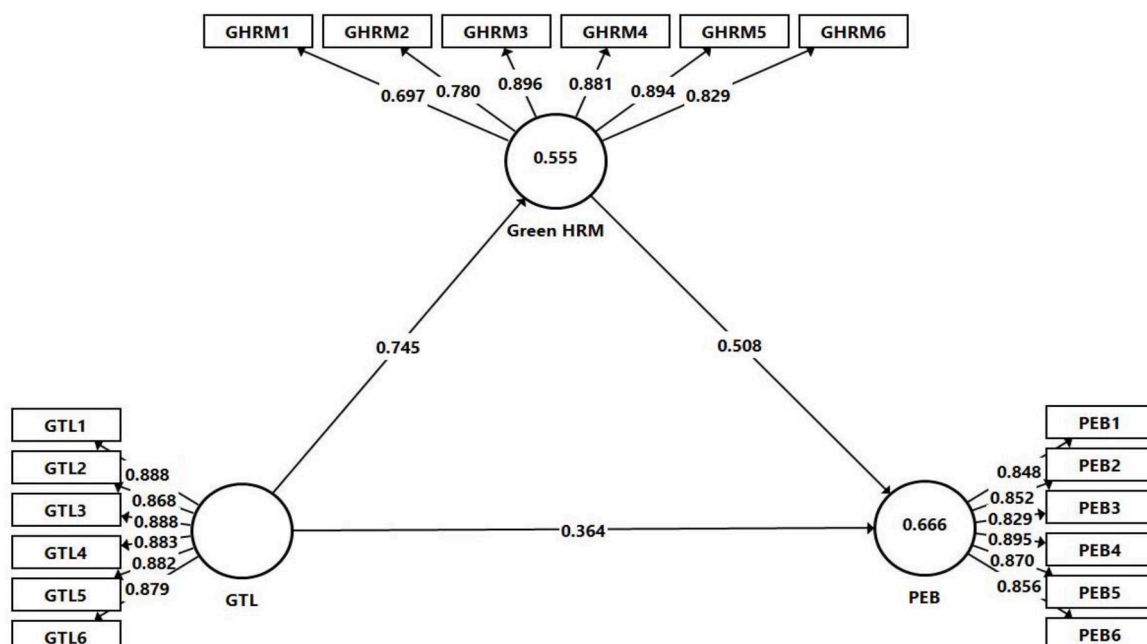 GHRM1 GHRM2 GHRM3 GHRM4 GHRM5 GHRM6
0.697 0.780 0.896 0.881 0.894 0.829
0.555
Green HRM
0.745
0.508
GTL1
GTL2
GTL3
GTL4
GTL5
GTL6
0.888
0.868
0.888
0.883
0.882
0.879
GTL
0.364
0.666
PEB
0.848
0.852
0.829
0.895
0.870
0.856
PEB1
PEB2
PEB3
PEB4
PEB5
PEB6